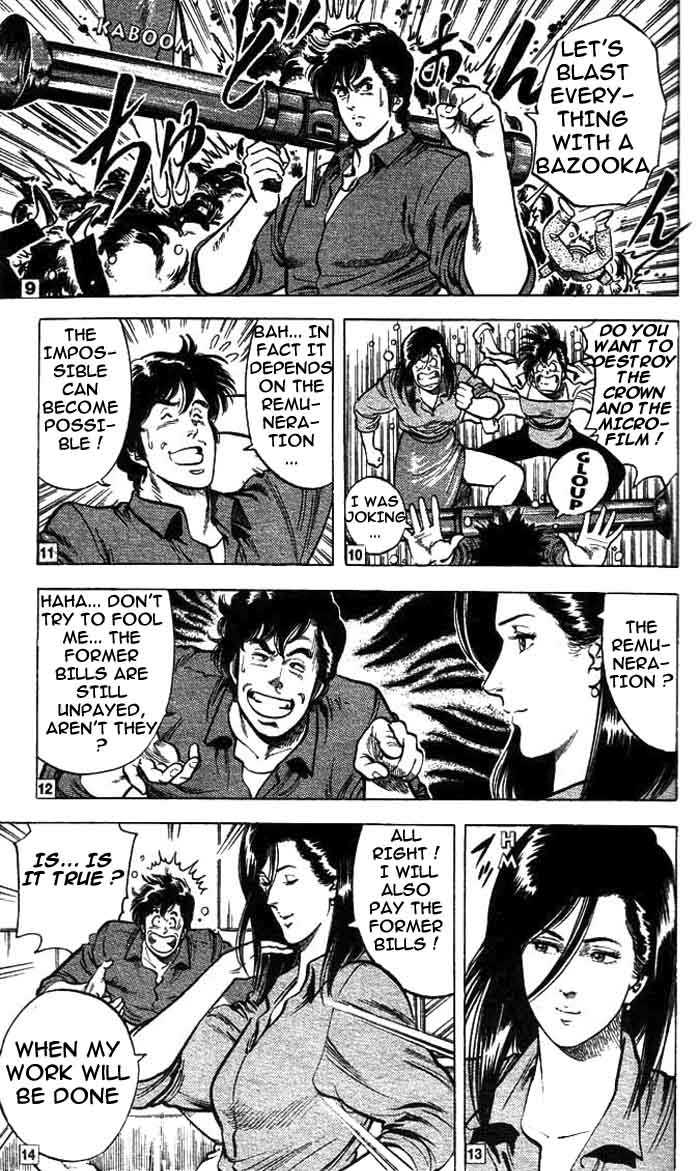 KABOOM
LET'S
BLAST
EVERY-
THING
WITH A
BAZOOKA
9
DO YOU
WANT TO
DESTROY
THE
CROWN
AND THE
MICRO-
FILM !
GLOUP
I WAS
JOKING
...
10
BAH... IN
FACT IT
DEPENDS
ON THE
REMU-
NERATION
...
THE
IMPOS-
SIBLE
CAN
BECOME
POSSI-
BLE !
11
THE
REMU-
NERA-
TION ?
HAHA... DON'T
TRY TO FOOL
ME... THE
FORMER
BILLS ARE
STILL
UNPAYED,
AREN'T THEY
?
12
HM
13
ALL
RIGHT !
I WILL
ALSO
PAY THE
FORMER
BILLS !
IS... IS
IT TRUE ?
WHEN MY
WORK WILL
BE DONE
14